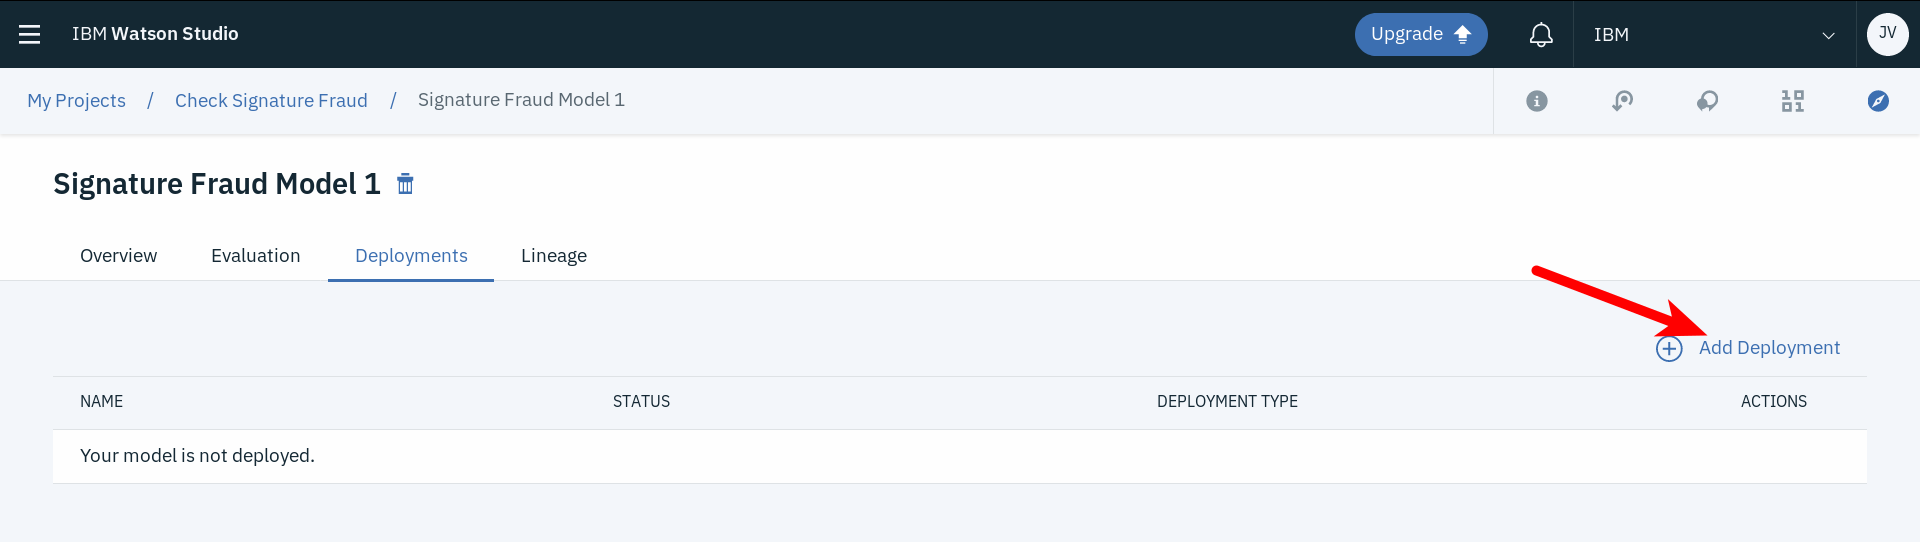 IBM Watson Studio
Upgrade
IBM
JV
My Projects / Check Signature Fraud / Signature Fraud Model 1
Signature Fraud Model 1
Overview Evaluation Deployments Lineage
Add Deployment
NAME STATUS DEPLOYMENT TYPE ACTIONS
Your model is not deployed.